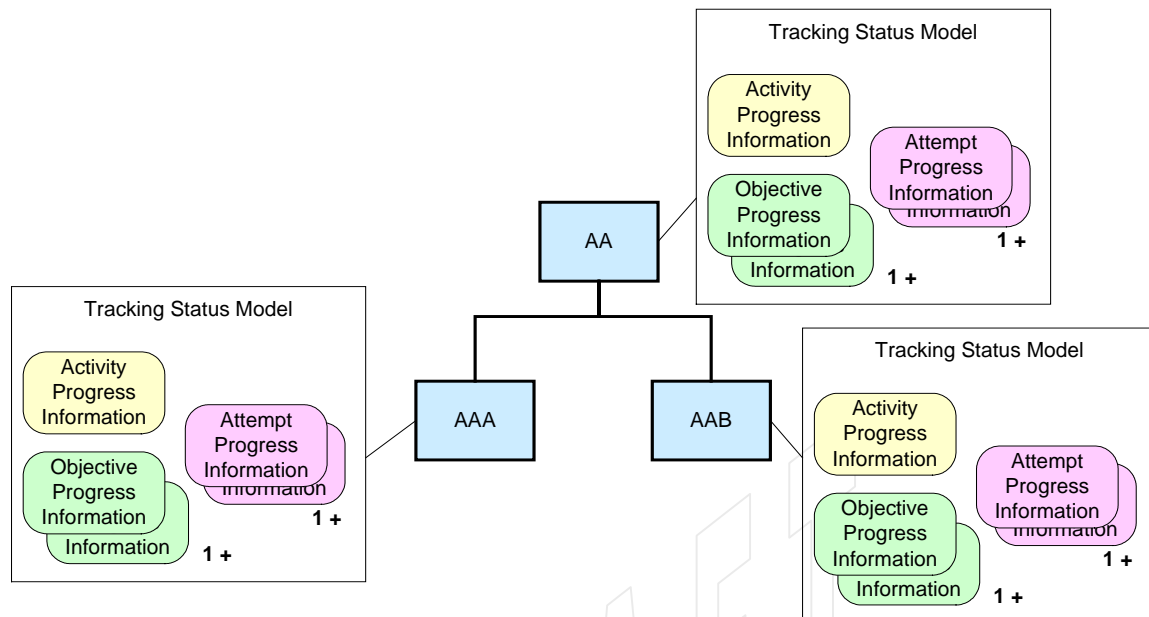 Tracking Status Model
Activity
Progress
Information
Attempt
Progress
Information
Information
1 +
Objective
Progress
Information
Information
1 +
AA
Tracking Status Model
Activity
Progress
Information
Attempt
Progress
Information
Information
1 +
Objective
Progress
Information
Information
1 +
AAA
AAB
Tracking Status Model
Activity
Progress
Information
Attempt
Progress
Information
Information
1 +
Objective
Progress
Information
Information
1 +